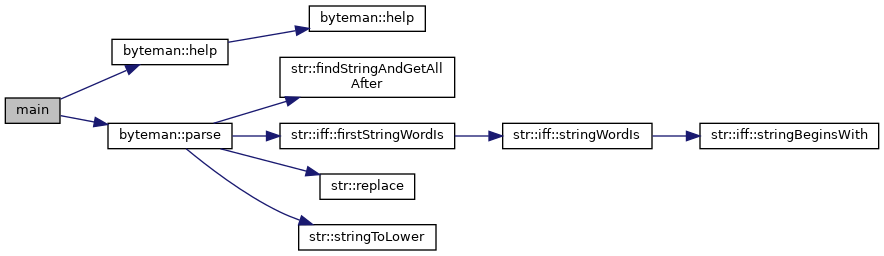 byteman::help
byteman::help
str::findStringAndGetAll
After
main
byteman::parse
str::iff::firstStringWordIs
str::iff::stringWordIs
str::iff::stringBeginsWith
str::replace
str::stringToLower